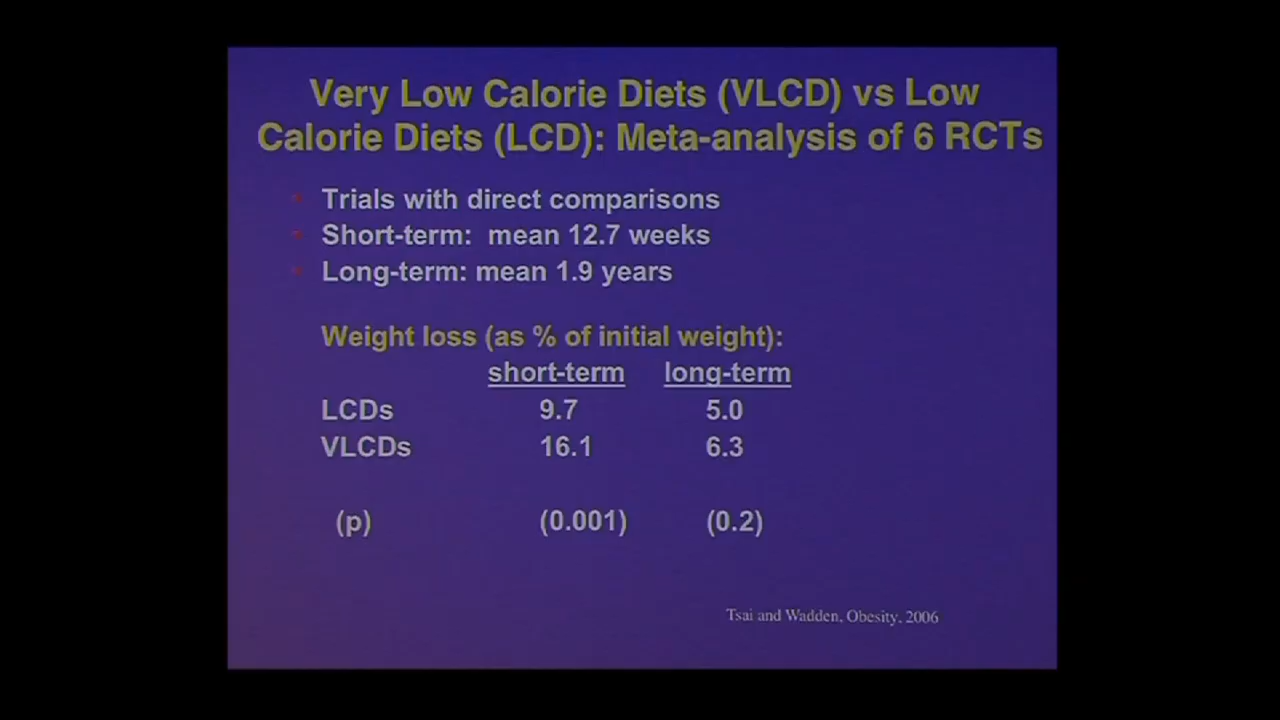 Very Low Calorie Diets (VLCD) vs Low
Calorie Diets (LCD): Meta-analysis of 6 RCTs
Trials with direct comparisons
Short-term: mean 12.7 weeks
Long-term: mean 1.9 years
Weight loss (as % of initial weight):
short-term long-term
LCDs 9.7 5.0
VLCDs 16.1 6.3
(p) (0.001) (0.2)
Tsai and Wadden, Obesity, 2006